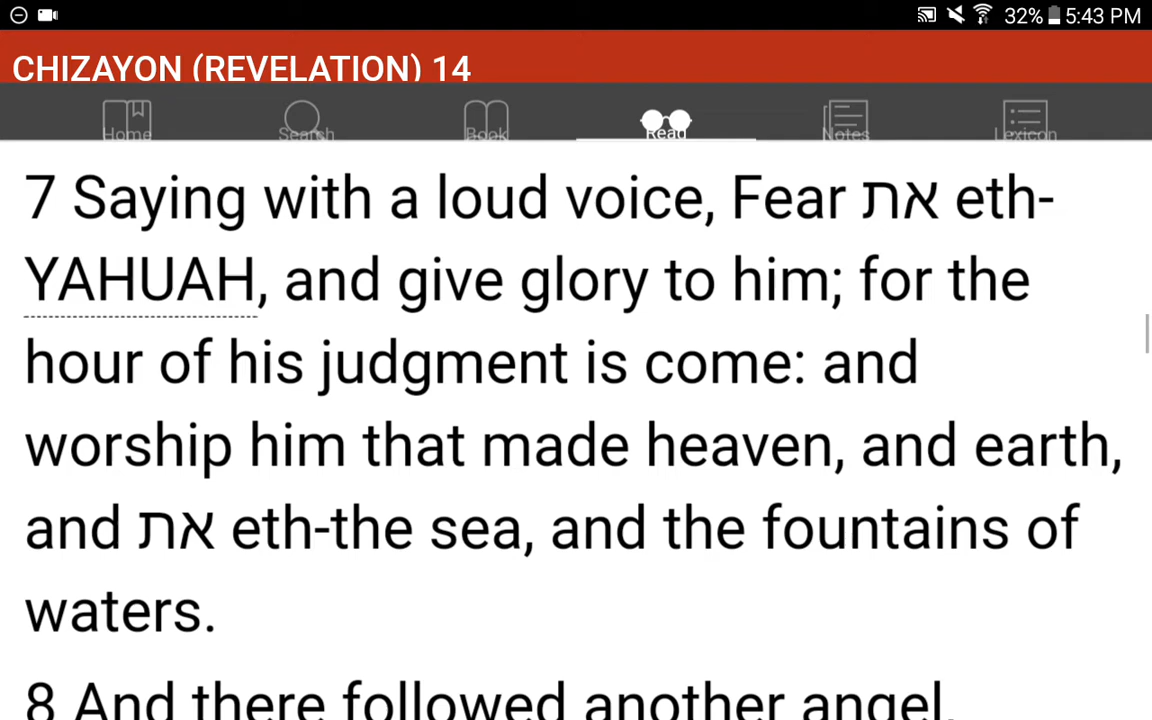 32% 5:43 PM
CHIZAYON (REVELATION) 14
Home Search Book Read Notes Lexicon
7 Saying with a loud voice, Fear את eth-
YAHUAH, and give glory to him; for the
hour of his judgment is come: and
worship him that made heaven, and earth,
and את eth-the sea, and the fountains of
waters.
8 And there followed another angel,